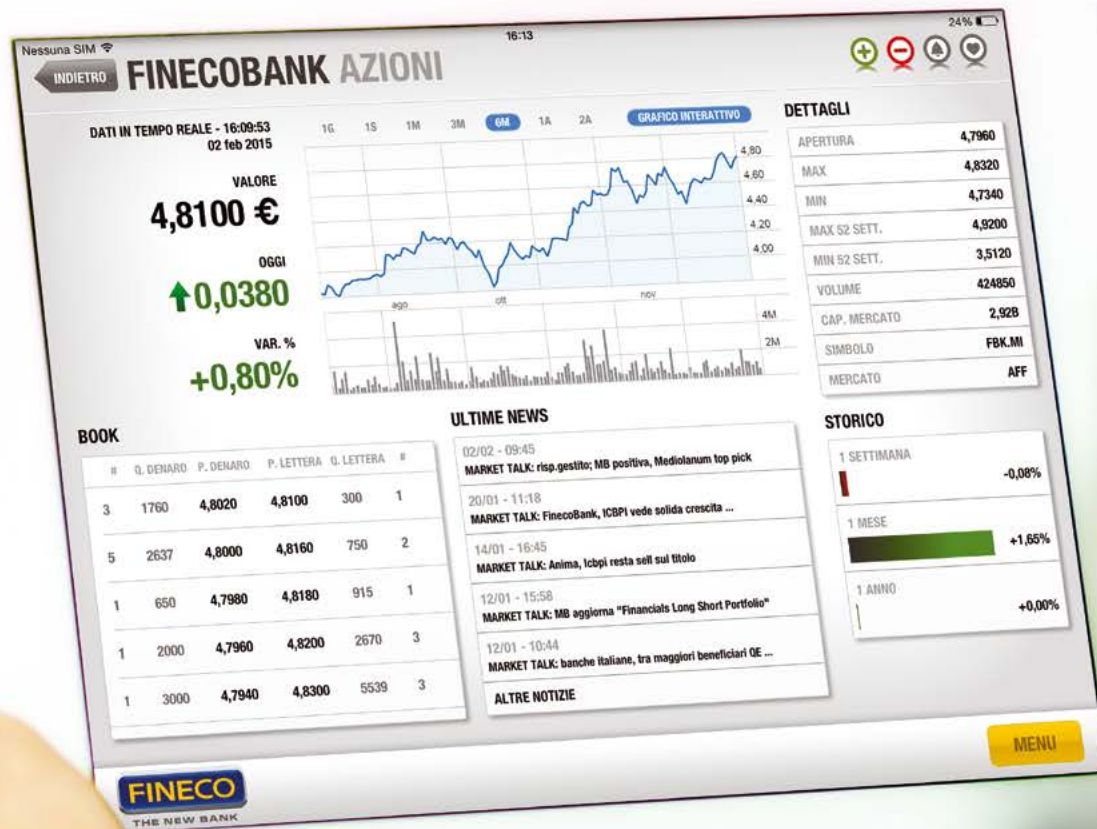 Nessuna SIM
16:13
24%
INDIETRO
FINECOBANK AZIONI
DATI IN TEMPO REALE - 16:09:53
02 feb 2015
VALORE
4,8100 €
OGGI
0,0380
VAR. %
+0,80%
1G 1S 1M 3M 6M 1A 2A GRAFICO INTERATTIVO
4,80
4,60
4,40
4,20
4,00
ago ott nov
4M
2M
DETTAGLI
APERTURA 4,7960
MAX 4,8320
MIN 4,7340
MAX 52 SETT. 4,9200
MIN 52 SETT. 3,5120
VOLUME 424850
CAP. MERCATO 2,92B
SIMBOLO FBK.MI
MERCATO AFF
BOOK
# Q. DENARO P. DENARO P. LETTERA Q. LETTERA #
3 1760 4,8020 4,8100 300 1
5 2637 4,8000 4,8160 750 2
1 650 4,7980 4,8180 915 1
1 2000 4,7960 4,8200 2670 3
1 3000 4,7940 4,8300 5539 3
ULTIME NEWS
02/02 - 09:45
MARKET TALK: risp.gestito; MB positiva, Mediolanum top pick
20/01 - 11:18
MARKET TALK: FinecoBank, ICBPI vede solida crescita ...
14/01 - 16:45
MARKET TALK: Anima, Icbpi resta sell sul titolo
12/01 - 15:58
MARKET TALK: MB aggiorna "Financials Long Short Portfolio"
12/01 - 10:44
MARKET TALK: banche italiane, tra maggiori beneficiari QE ...
ALTRE NOTIZIE
STORICO
1 SETTIMANA
-0,08%
1 MESE
+1,65%
1 ANNO
+0,00%
FINECO
THE NEW BANK
MENU